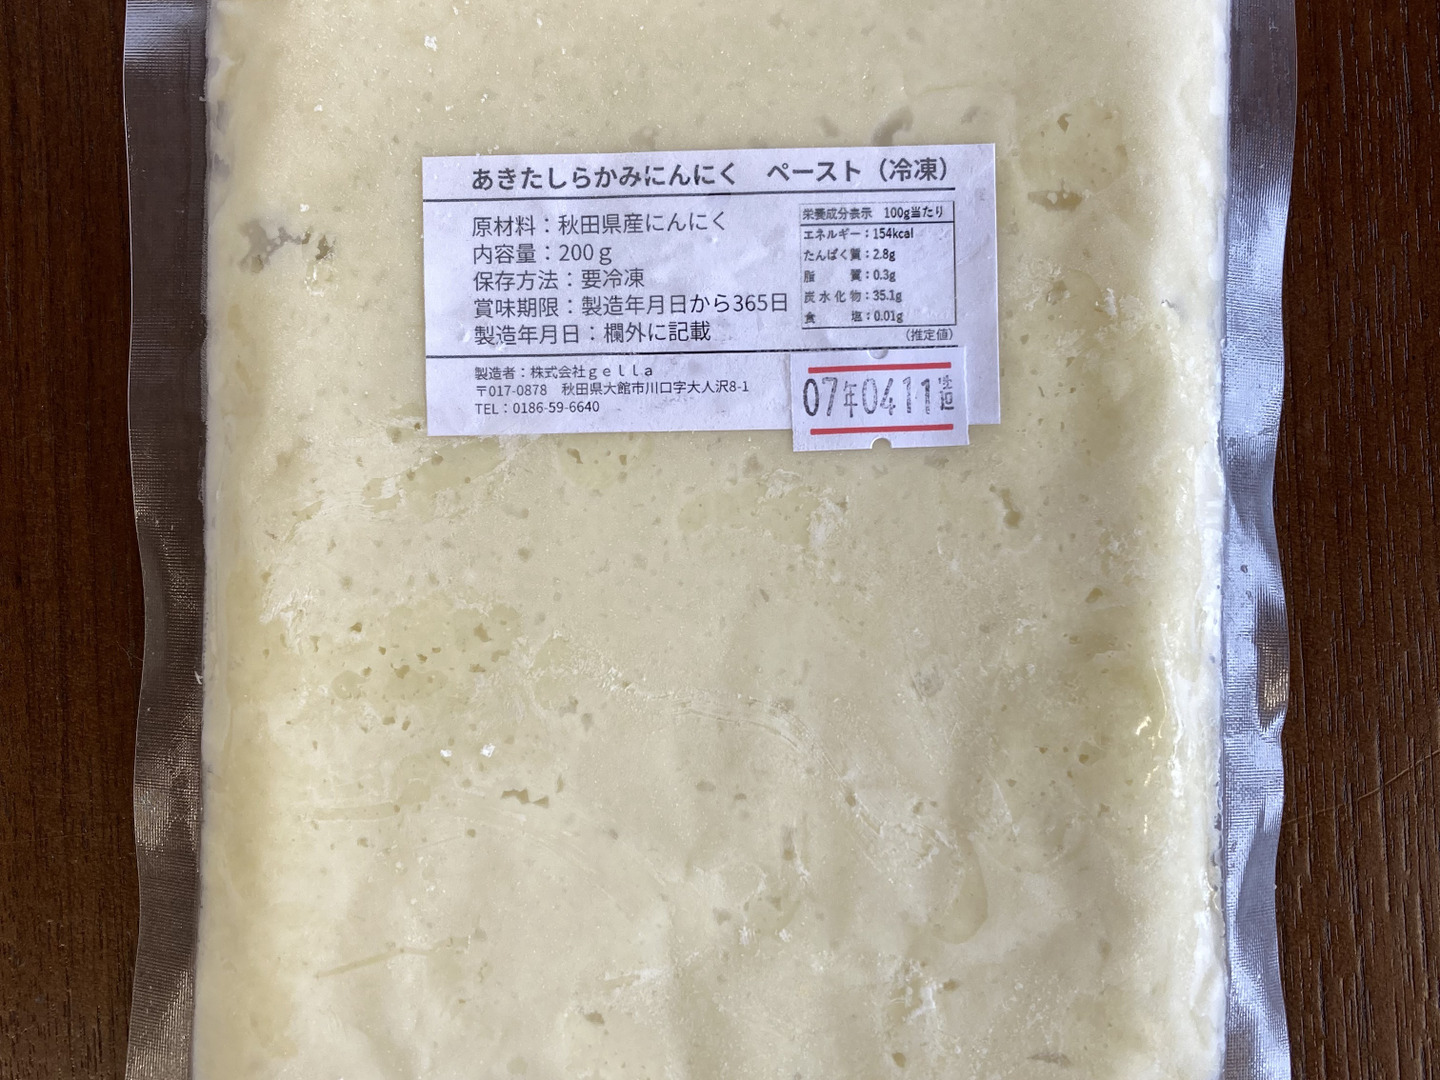 あきたしらかみにんにく　ペースト（冷凍）
原材料：秋田県産にんにく
内容量：200ｇ
保存方法：要冷凍
賞味期限：製造年月日から365日
製造年月日：欄外に記載
栄養成分表示　100g当たり
エネルギー：154kcal
たんぱく質：2.8g
脂　　質：0.3g
炭水化物：35.1g
食　　塩：0.01g
（推定値）
製造者：株式会社ｇｅｌｌａ
〒017-0878　秋田県大館市川口字大人沢8-1
TEL：0186-59-6640
07年0411製造